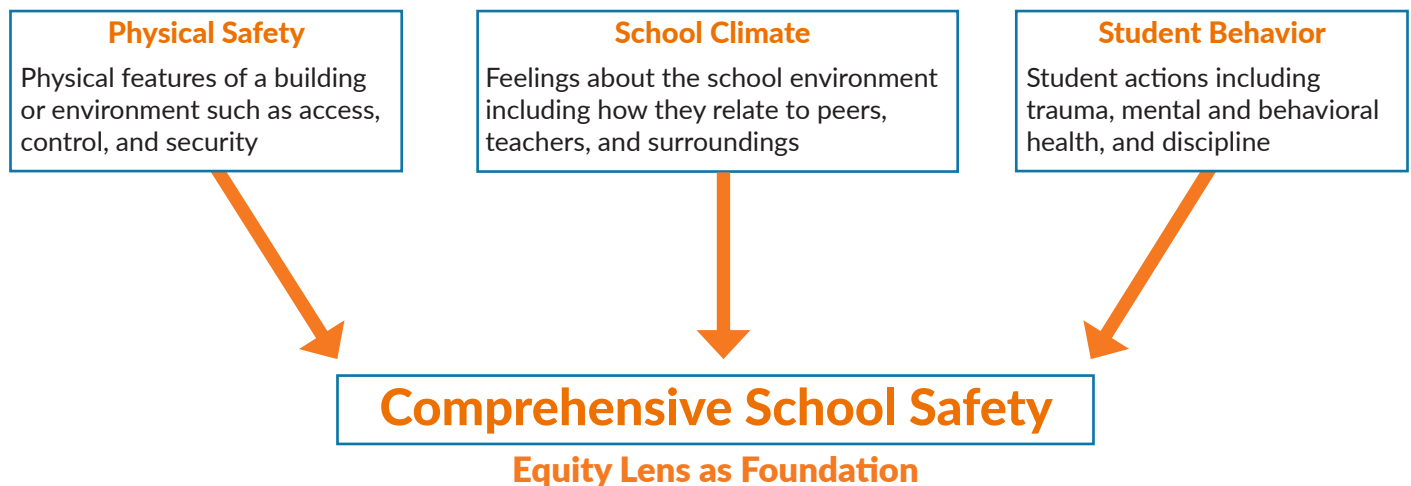 Physical Safety
Physical features of a building
or environment such as access,
control, and security
School Climate
Feelings about the school environment
including how they relate to peers,
teachers, and surroundings
Student Behavior
Student actions including
trauma, mental and behavioral
health, and discipline
Comprehensive School Safety
Equity Lens as Foundation